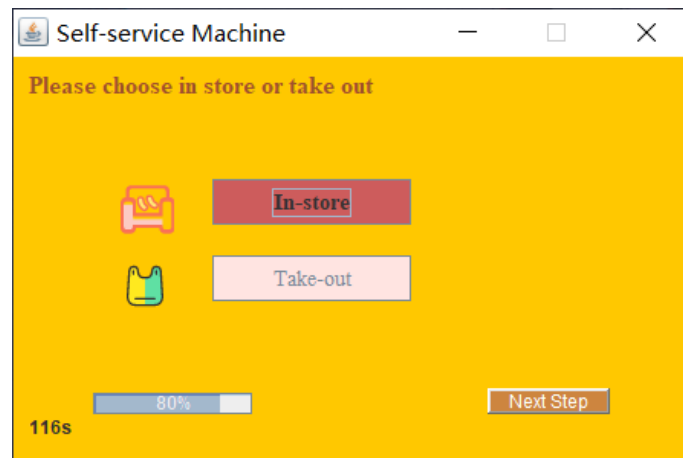 Self-service Machine
Please choose in store or take out
In-store
Take-out
80%
Next Step
116s